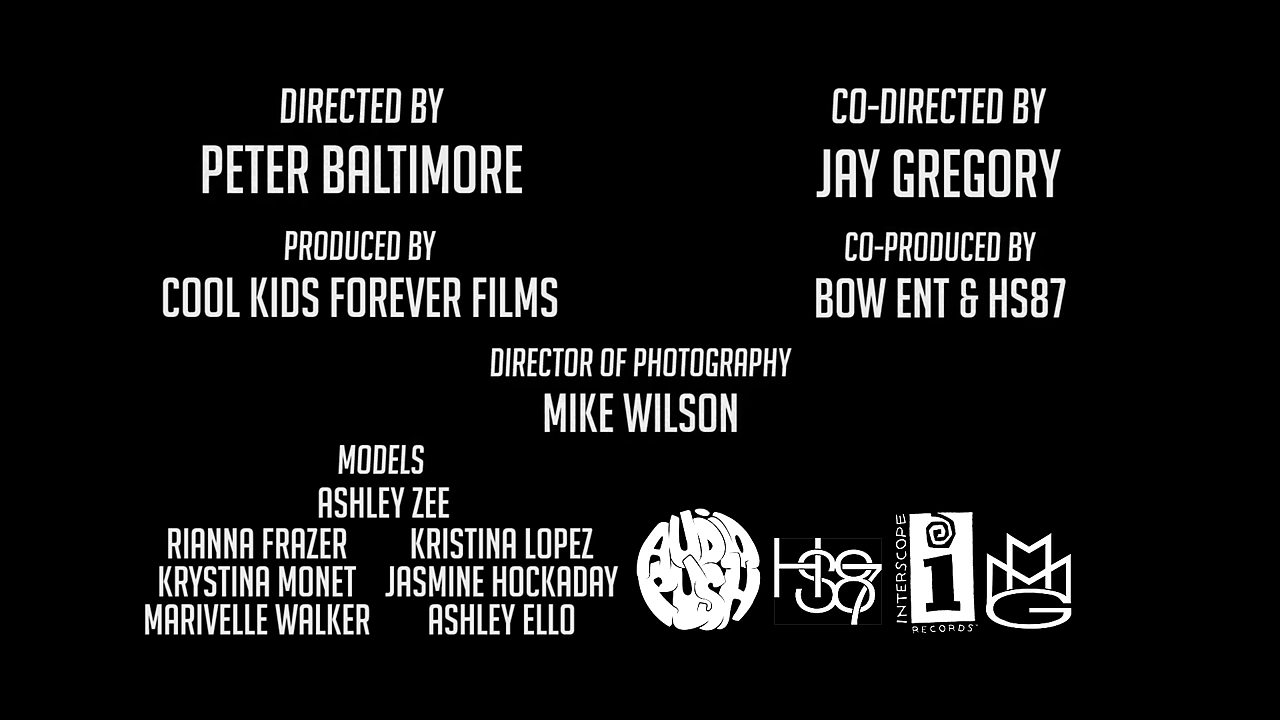 DIRECTED BY
PETER BALTIMORE
CO-DIRECTED BY
JAY GREGORY
PRODUCED BY
COOL KIDS FOREVER FILMS
CO-PRODUCED BY
BOW ENT & HS87
DIRECTOR OF PHOTOGRAPHY
MIKE WILSON
MODELS
ASHLEY ZEE
RIANNA FRAZER
KRISTINA LOPEZ
KRYSTINA MONET
JASMINE HOCKADAY
MARIVELLE WALKER
ASHLEY ELLO
AUDIO
PUSH
HS87
INTERSCOPE
i
RECORDS
MMG